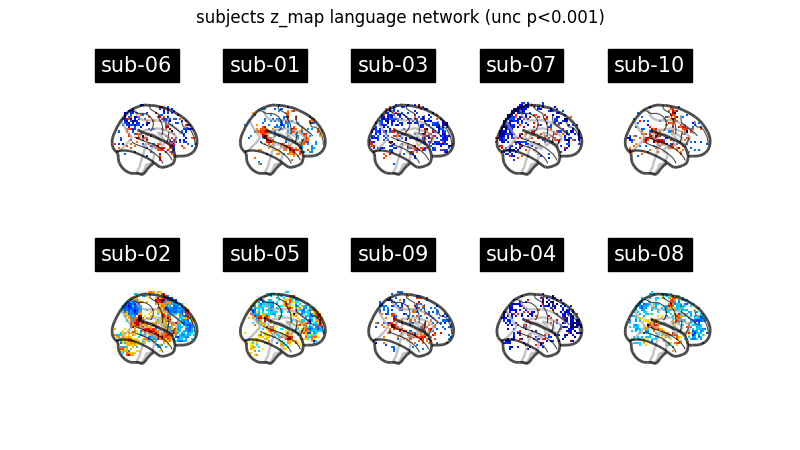 subjects z_map language network (unc p<0.001)
sub-06
sub-01
sub-03
sub-07
sub-10
sub-02
sub-05
sub-09
sub-04
sub-08